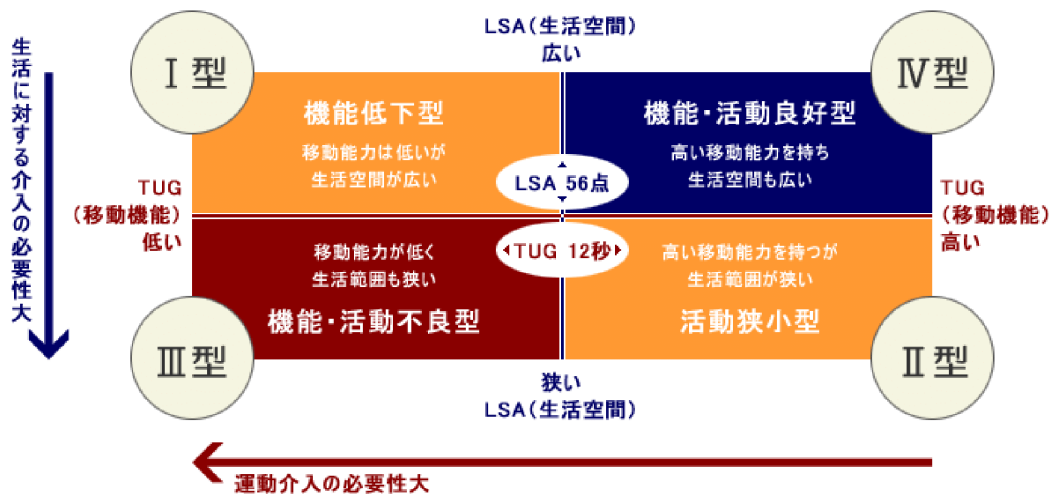 生活に対する介入の必要性大
LSA(生活空間)
広い
Ⅰ型
Ⅳ型
機能低下型
移動能力は低いが
生活空間が広い
機能・活動良好型
高い移動能力を持ち
生活空間も広い
LSA 56点
TUG
(移動機能)
低い
TUG
(移動機能)
高い
TUG 12秒
移動能力が低く
生活範囲も狭い
機能・活動不良型
高い移動能力を持つが
生活範囲が狭い
活動狭小型
Ⅲ型
Ⅱ型
狭い
LSA(生活空間)
運動介入の必要性大